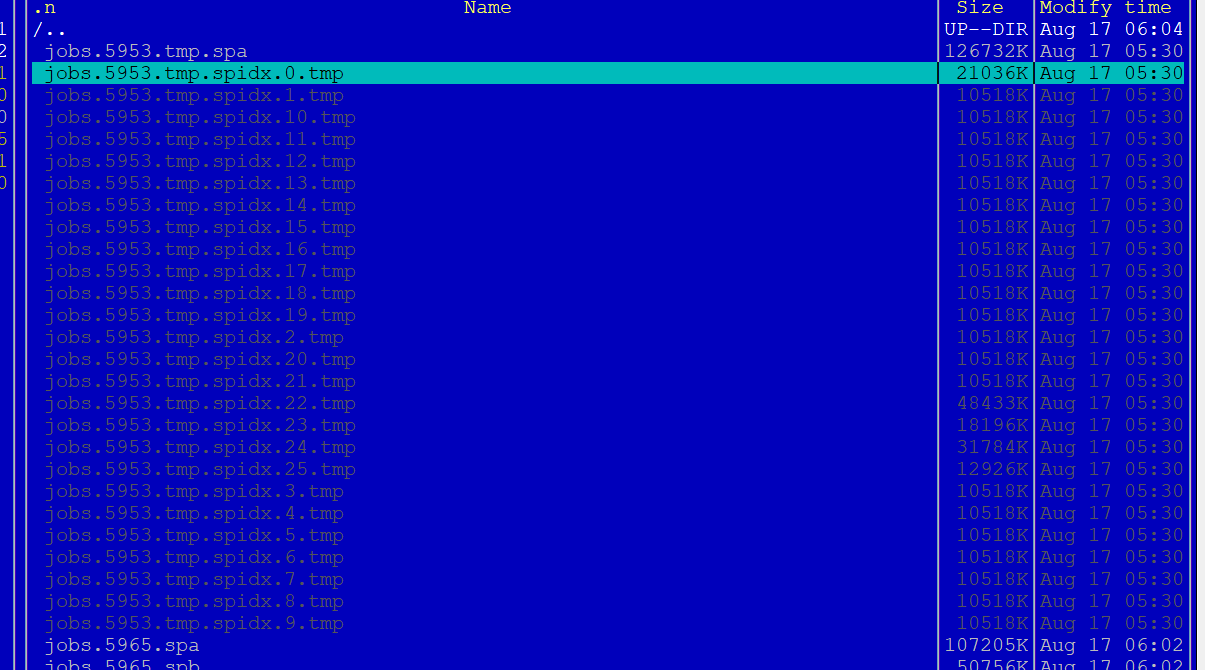 .n Name Size Modify time
1 /.. UP--DIR Aug 17 06:04
2 jobs.5953.tmp.spa 126732K Aug 17 05:30
1 jobs.5953.tmp.spidx.0.tmp 21036K Aug 17 05:30
0 jobs.5953.tmp.spidx.1.tmp 10518K Aug 17 05:30
0 jobs.5953.tmp.spidx.10.tmp 10518K Aug 17 05:30
5 jobs.5953.tmp.spidx.11.tmp 10518K Aug 17 05:30
1 jobs.5953.tmp.spidx.12.tmp 10518K Aug 17 05:30
0 jobs.5953.tmp.spidx.13.tmp 10518K Aug 17 05:30
jobs.5953.tmp.spidx.14.tmp 10518K Aug 17 05:30
jobs.5953.tmp.spidx.15.tmp 10518K Aug 17 05:30
jobs.5953.tmp.spidx.16.tmp 10518K Aug 17 05:30
jobs.5953.tmp.spidx.17.tmp 10518K Aug 17 05:30
jobs.5953.tmp.spidx.18.tmp 10518K Aug 17 05:30
jobs.5953.tmp.spidx.19.tmp 10518K Aug 17 05:30
jobs.5953.tmp.spidx.2.tmp 10518K Aug 17 05:30
jobs.5953.tmp.spidx.20.tmp 10518K Aug 17 05:30
jobs.5953.tmp.spidx.21.tmp 10518K Aug 17 05:30
jobs.5953.tmp.spidx.22.tmp 48433K Aug 17 05:30
jobs.5953.tmp.spidx.23.tmp 18196K Aug 17 05:30
jobs.5953.tmp.spidx.24.tmp 31784K Aug 17 05:30
jobs.5953.tmp.spidx.25.tmp 12926K Aug 17 05:30
jobs.5953.tmp.spidx.3.tmp 10518K Aug 17 05:30
jobs.5953.tmp.spidx.4.tmp 10518K Aug 17 05:30
jobs.5953.tmp.spidx.5.tmp 10518K Aug 17 05:30
jobs.5953.tmp.spidx.6.tmp 10518K Aug 17 05:30
jobs.5953.tmp.spidx.7.tmp 10518K Aug 17 05:30
jobs.5953.tmp.spidx.8.tmp 10518K Aug 17 05:30
jobs.5953.tmp.spidx.9.tmp 10518K Aug 17 05:30
jobs.5965.spa 107205K Aug 17 06:02
jobs.5965.spb 50756K Aug 17 06:02